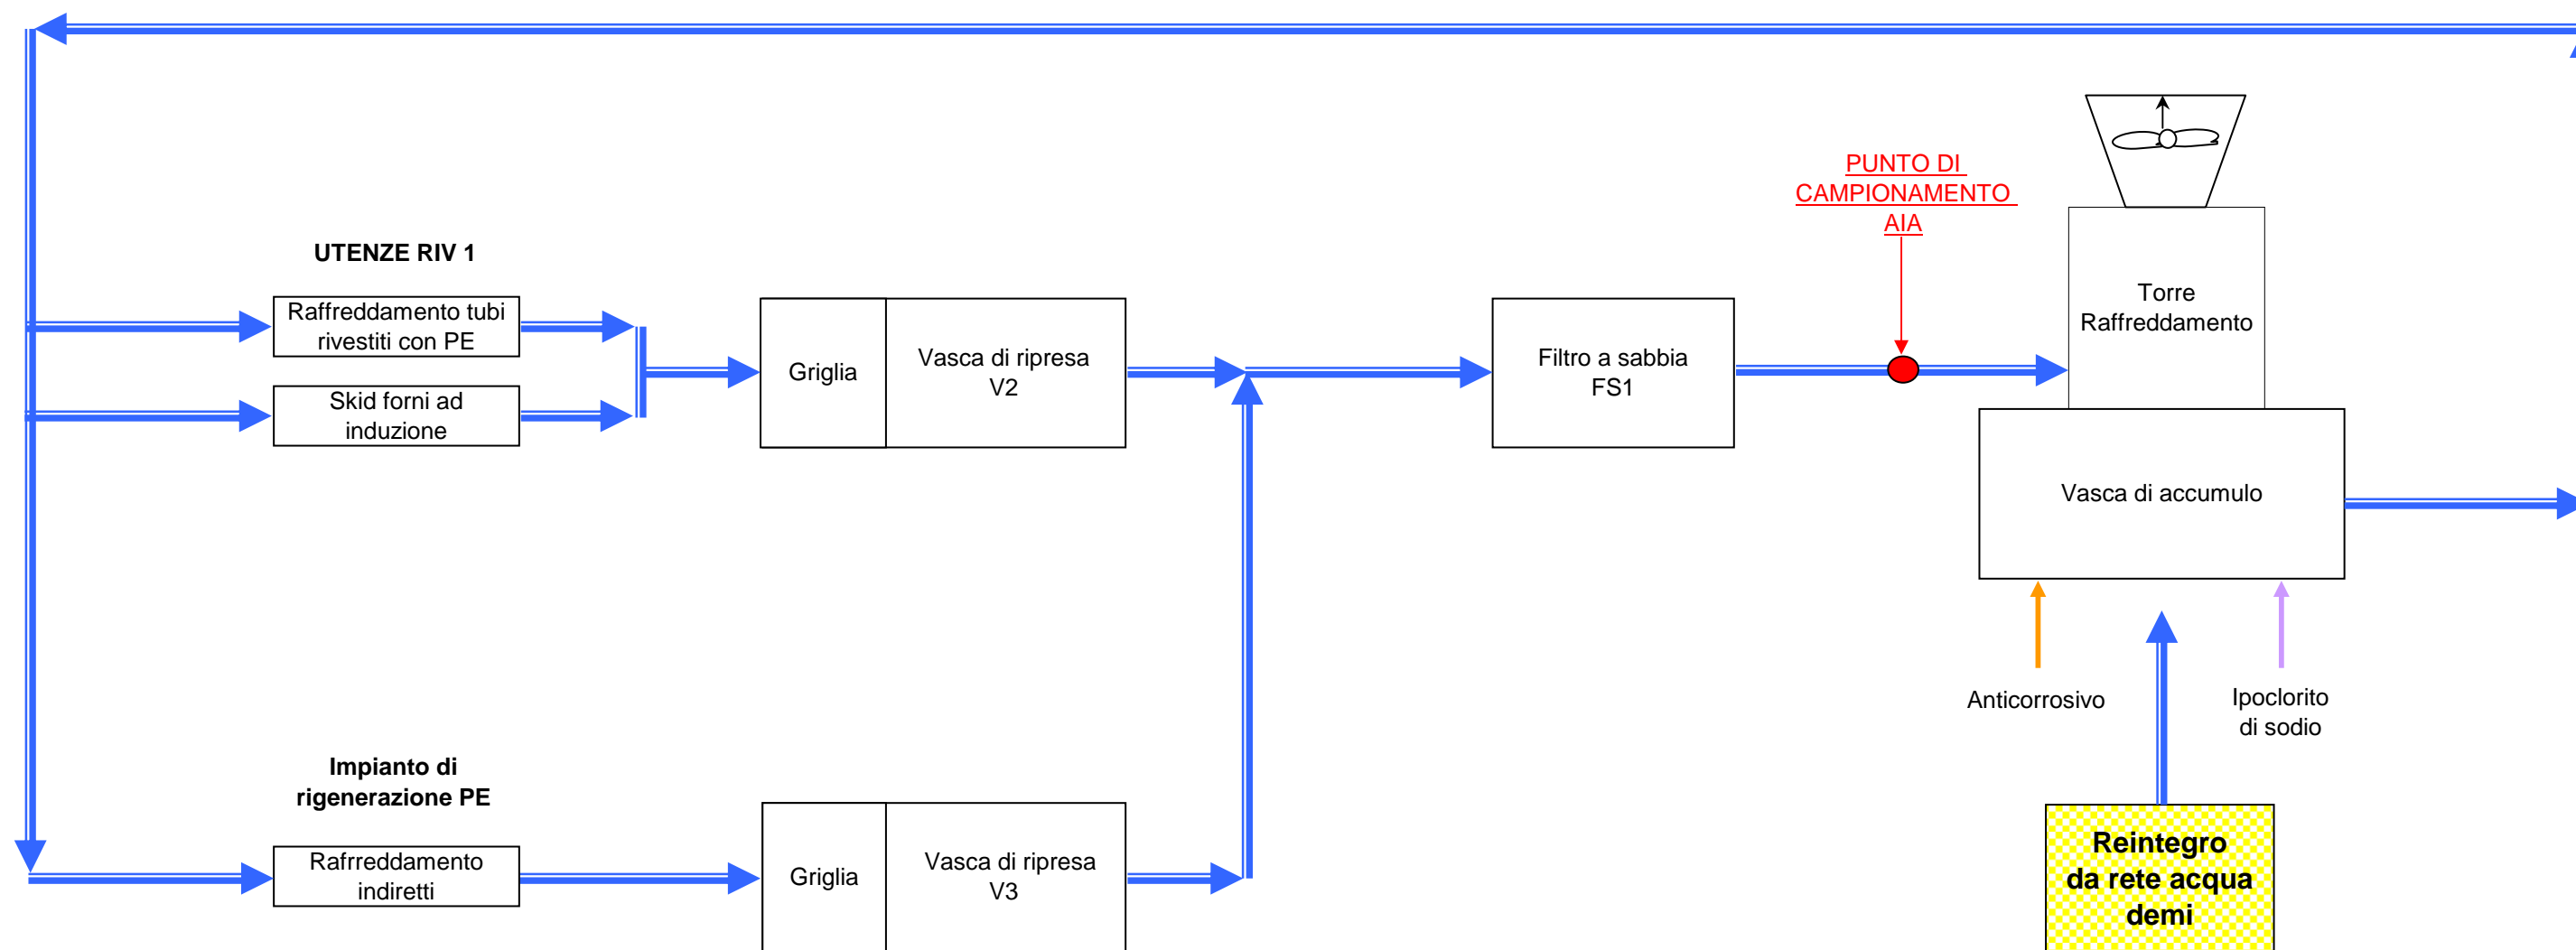 PUNTO DI
CAMPIONAMENTO
AIA
UTENZE RIV 1
Raffreddamento tubi
rivestiti con PE
Skid forni ad
induzione
Griglia
Vasca di ripresa
V2
Filtro a sabbia
FS1
Torre
Raffreddamento
Vasca di accumulo
Anticorrosivo
Ipoclorito
di sodio
Impianto di
rigenerazione PE
Rafrreddamento
indiretti
Griglia
Vasca di ripresa
V3
Reintegro
da rete acqua
demi